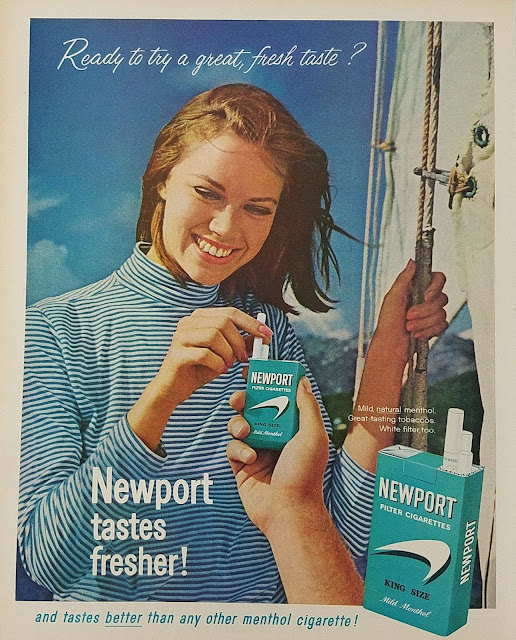 Ready to try a great, fresh taste?
NEWPORT
FILTER CIGARETTES
KING SIZE
Mild Menthol
Mild, natural menthol.
Great-tasting tobaccos.
White filter, too.
Newport
tastes
fresher!
NEWPORT
FILTER CIGARETTES
KING SIZE
Mild Menthol
NEWPORT
and tastes better than any other menthol cigarette!